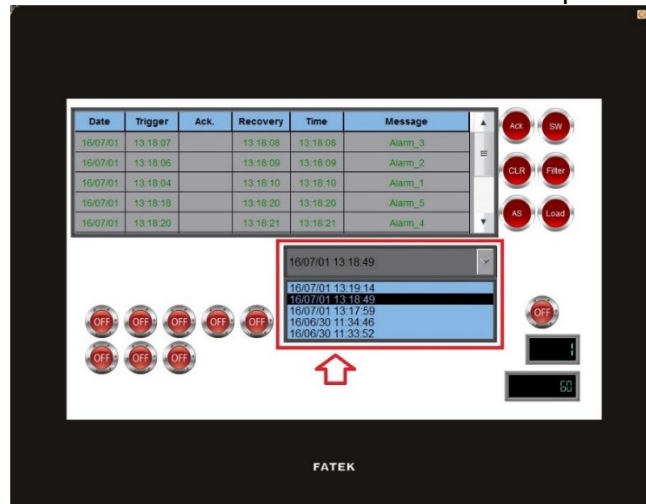 Date Trigger Ack. Recovery Time Message
16/07/01 13:18:07 13:18:08 13:18:08 Alarm_3
16/07/01 13:18:06 13:18:09 13:18:09 Alarm_2
16/07/01 13:18:04 13:18:10 13:18:10 Alarm_1
16/07/01 13:18:18 13:18:20 13:18:20 Alarm_5
16/07/01 13:18:20 13:18:21 13:18:21 Alarm_4
Ack SW
CLR Filter
AS Load
16/07/01 13:18:49
16/07/01 13:19:14
16/07/01 13:18:49
16/07/01 13:17:59
16/06/30 11:34:46
16/06/30 11:33:52
OFF OFF OFF OFF OFF
OFF OFF OFF
OFF
1
60
FATEK